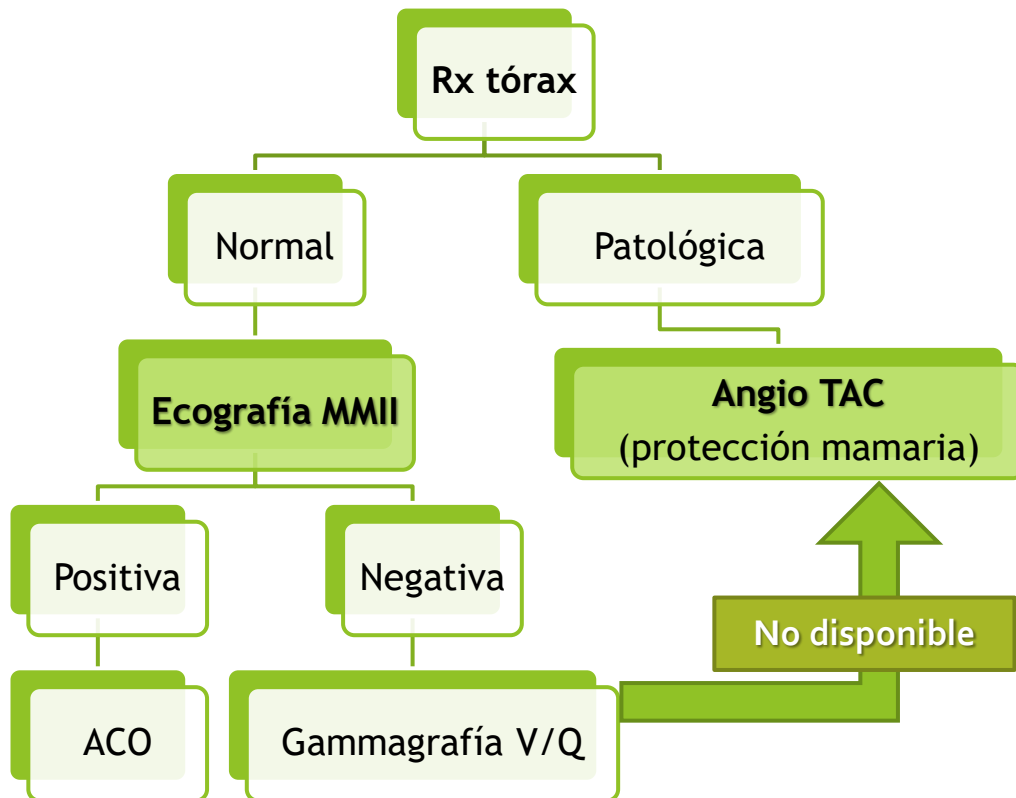 Rx tórax
Normal
Patológica
Ecografía MMII
Angio TAC
(protección mamaria)
Positiva
Negativa
No disponible
ACO
Gammagrafía V/Q